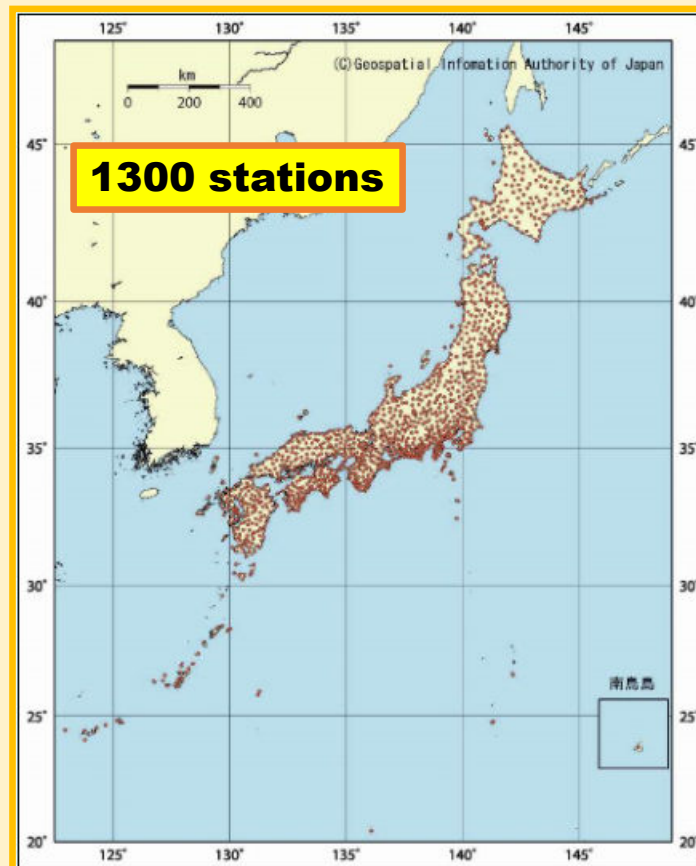 125° 130° 135° 140° 145°
(C)Geospatial Infomation Authority of Japan
km
0 200 400
45° 45°
1300 stations
40° 40°
35° 35°
30° 30°
南鳥島
25° 25°
20° 20°
125° 130° 135° 140° 145°